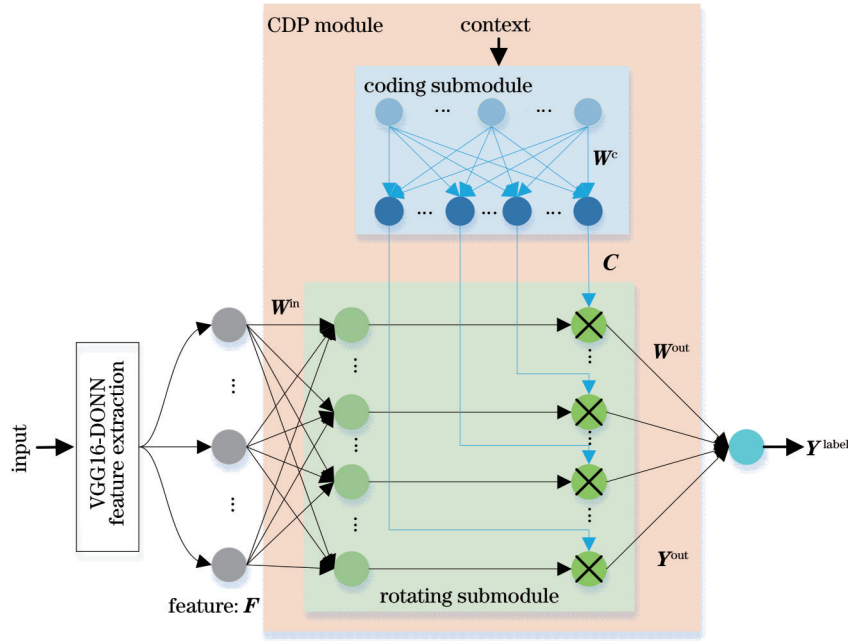 CDP module
context
coding submodule
... ...
W^c
... ... ...
C
W^in
W^out
input
VGG16-DONN
feature extraction
Y^label
Y^out
feature: F
rotating submodule